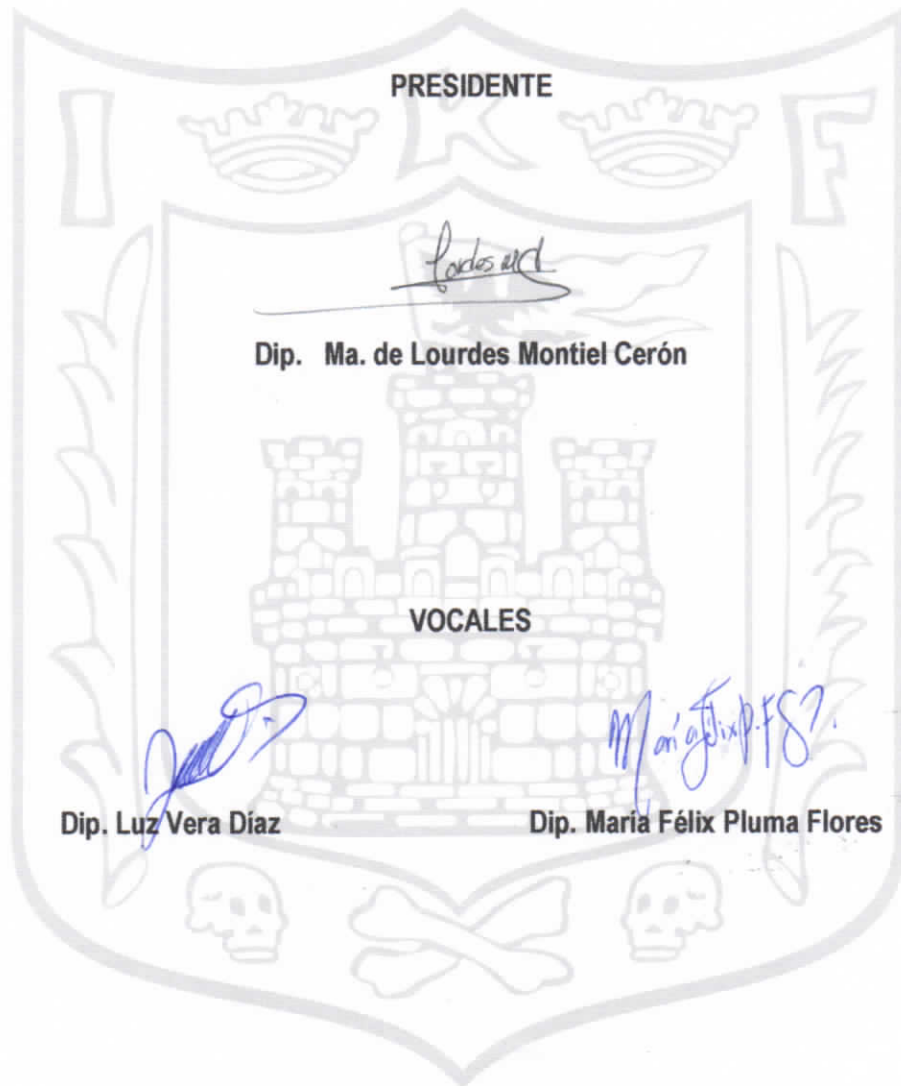 I K F
PRESIDENTE
Dip. Ma. de Lourdes Montiel Cerón
VOCALES
Dip. Luz Vera Díaz
Dip. María Félix Pluma Flores